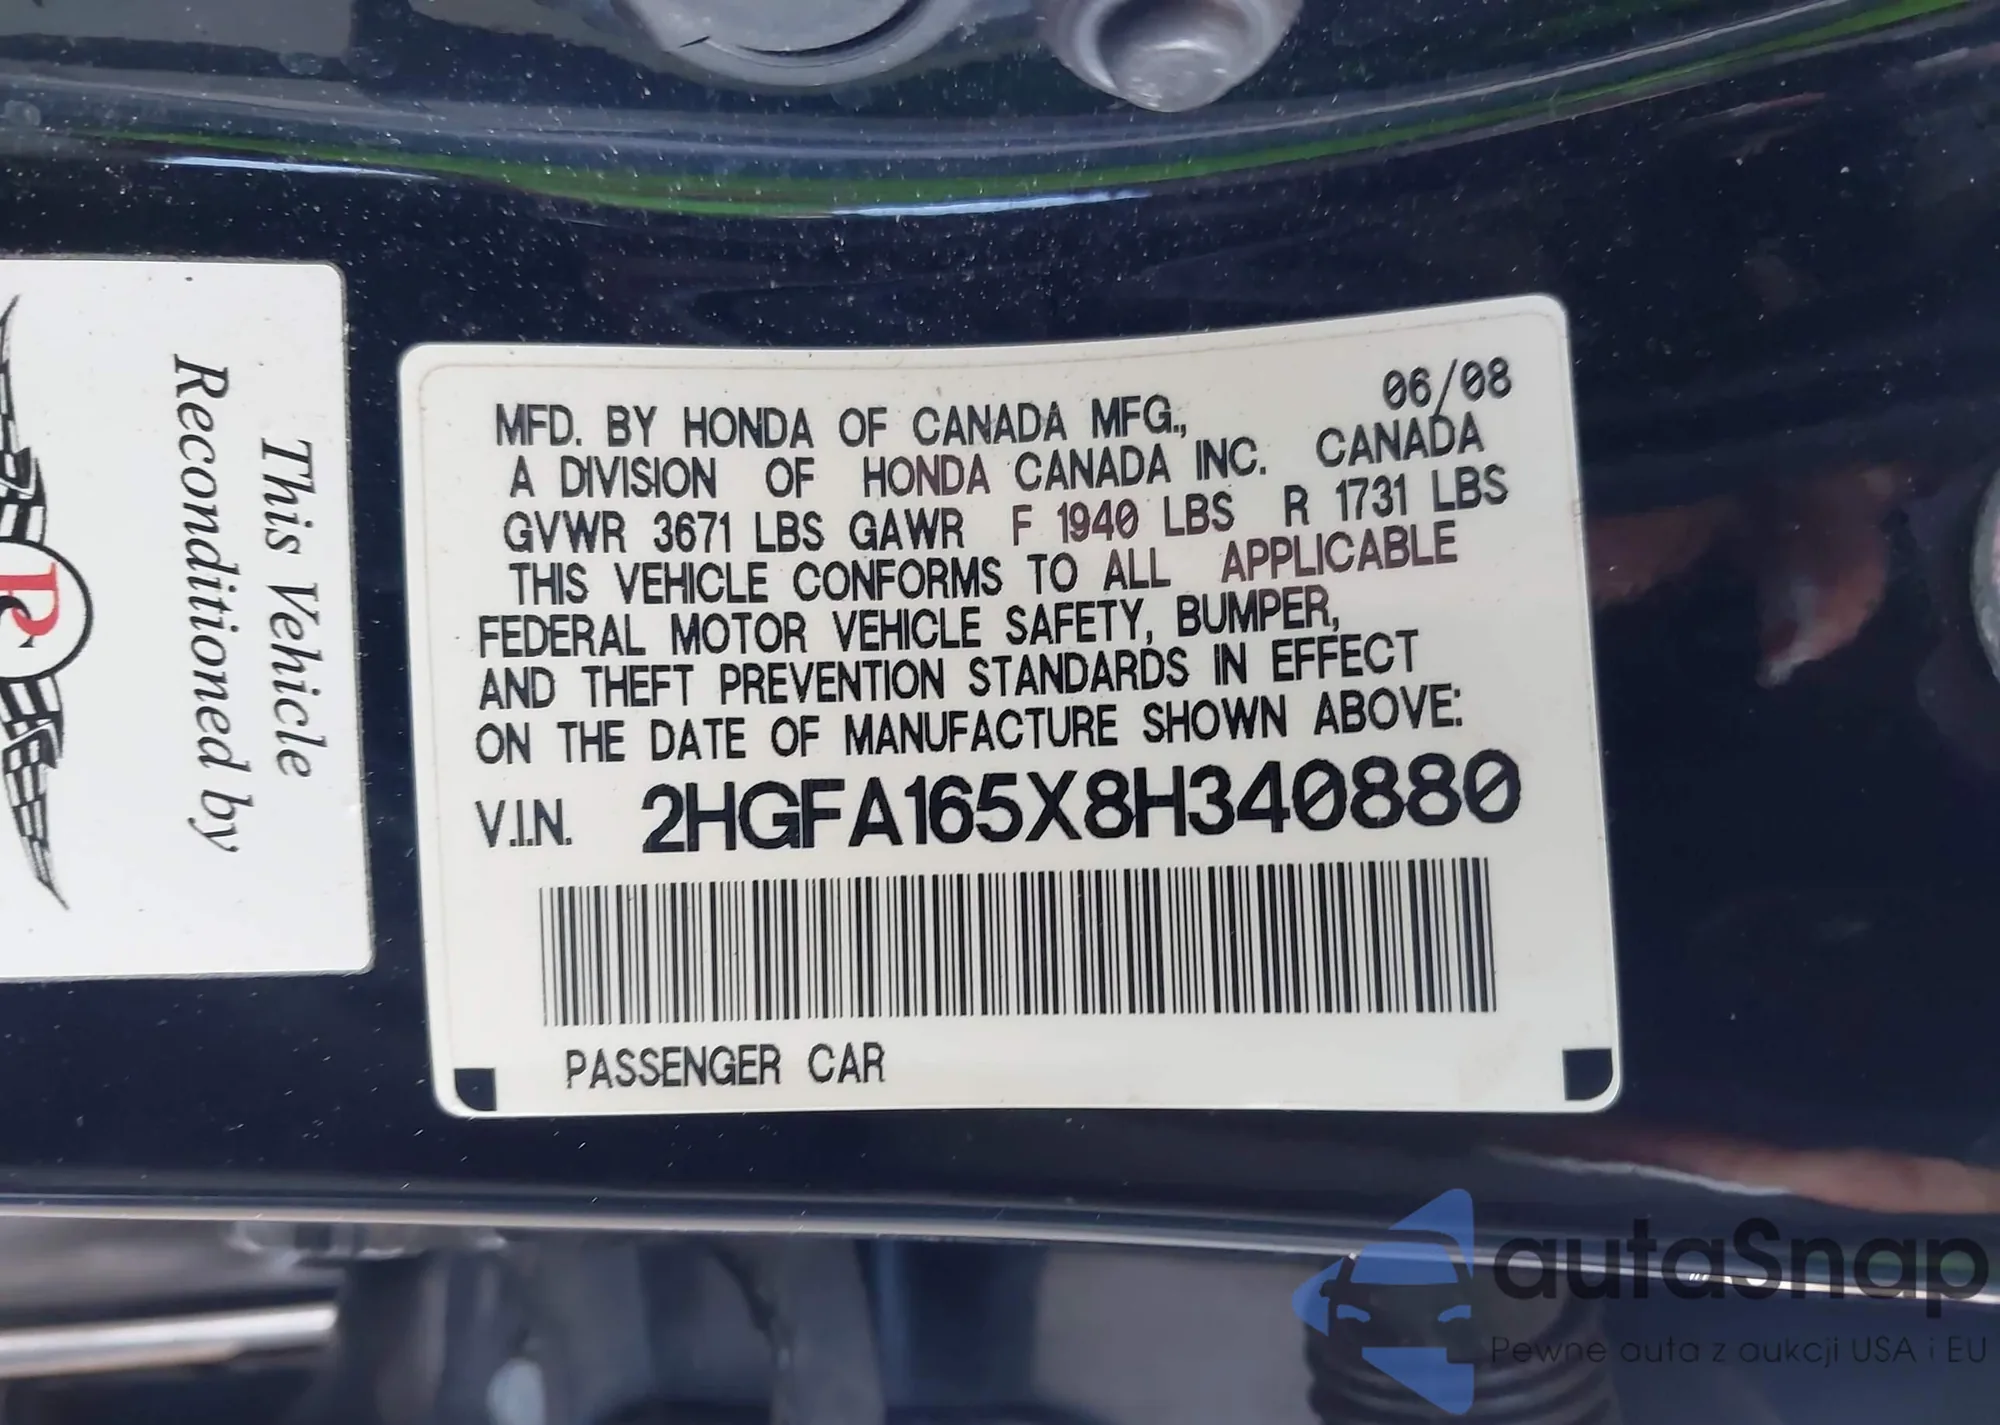 This Vehicle
Reconditioned by
R
06/08
MFD. BY HONDA OF CANADA MFG.,
A DIVISION OF HONDA CANADA INC. CANADA
GVWR 3671 LBS GAWR F 1940 LBS R 1731 LBS
THIS VEHICLE CONFORMS TO ALL APPLICABLE
FEDERAL MOTOR VEHICLE SAFETY, BUMPER,
AND THEFT PREVENTION STANDARDS IN EFFECT
ON THE DATE OF MANUFACTURE SHOWN ABOVE:
V.I.N. 2HGFA165X8H340880
PASSENGER CAR
autaSnap
Pewne auta z aukcji USA i EU